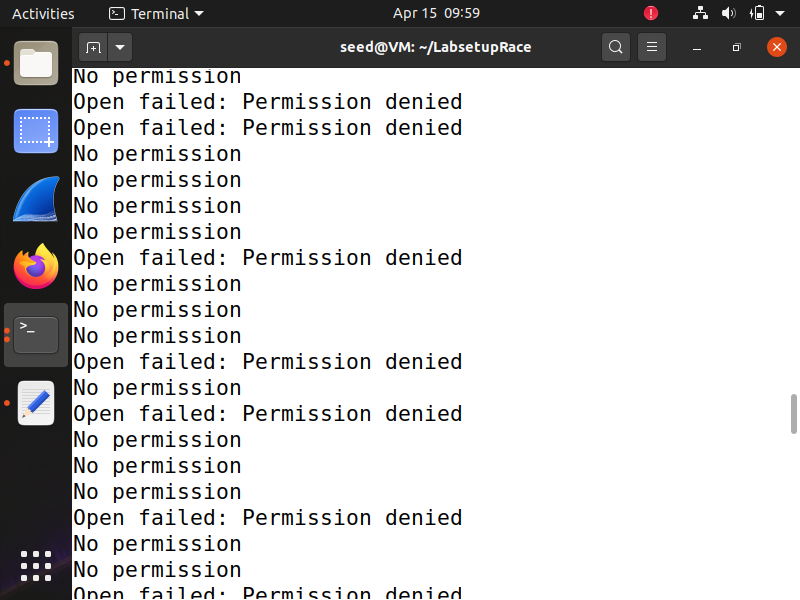 Activities
Terminal
Apr 15 09:59
seed@VM: ~/LabsetupRace
No permission
Open failed: Permission denied
Open failed: Permission denied
No permission
No permission
No permission
No permission
Open failed: Permission denied
No permission
No permission
No permission
Open failed: Permission denied
No permission
Open failed: Permission denied
No permission
No permission
No permission
Open failed: Permission denied
No permission
No permission
Open failed: Permission denied